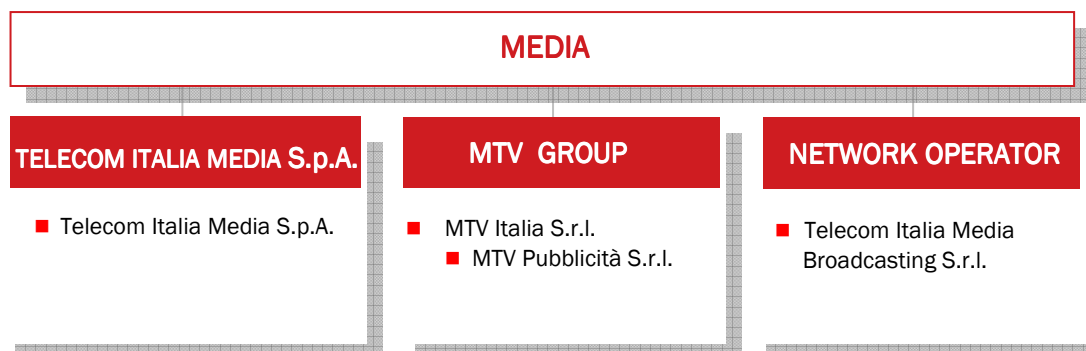 MEDIA
TELECOM ITALIA MEDIA S.p.A.
Telecom Italia Media S.p.A.
MTV GROUP
MTV Italia S.r.l.
MTV Pubblicità S.r.l.
NETWORK OPERATOR
Telecom Italia Media
Broadcasting S.r.l.